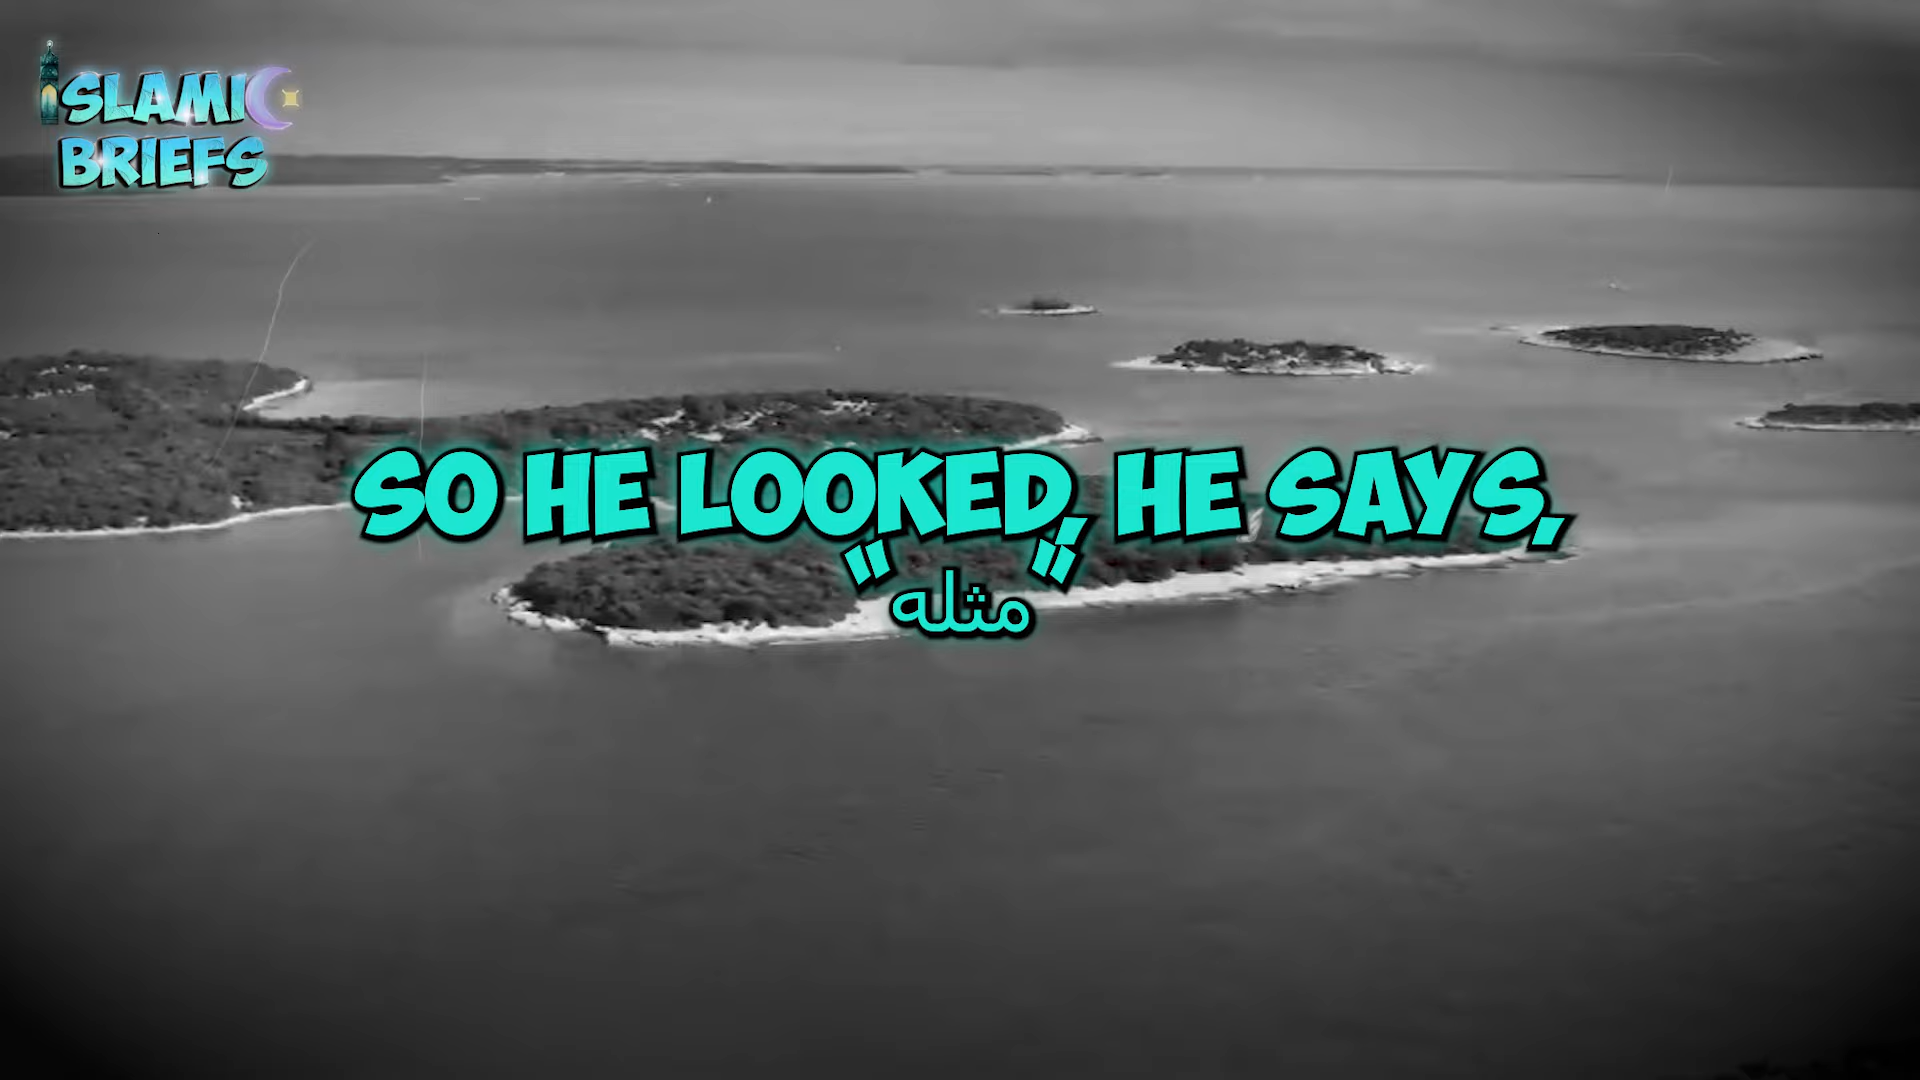 ISLAMIC
BRIEFS
SO HE LOOKED, HE SAYS,
"مثله"